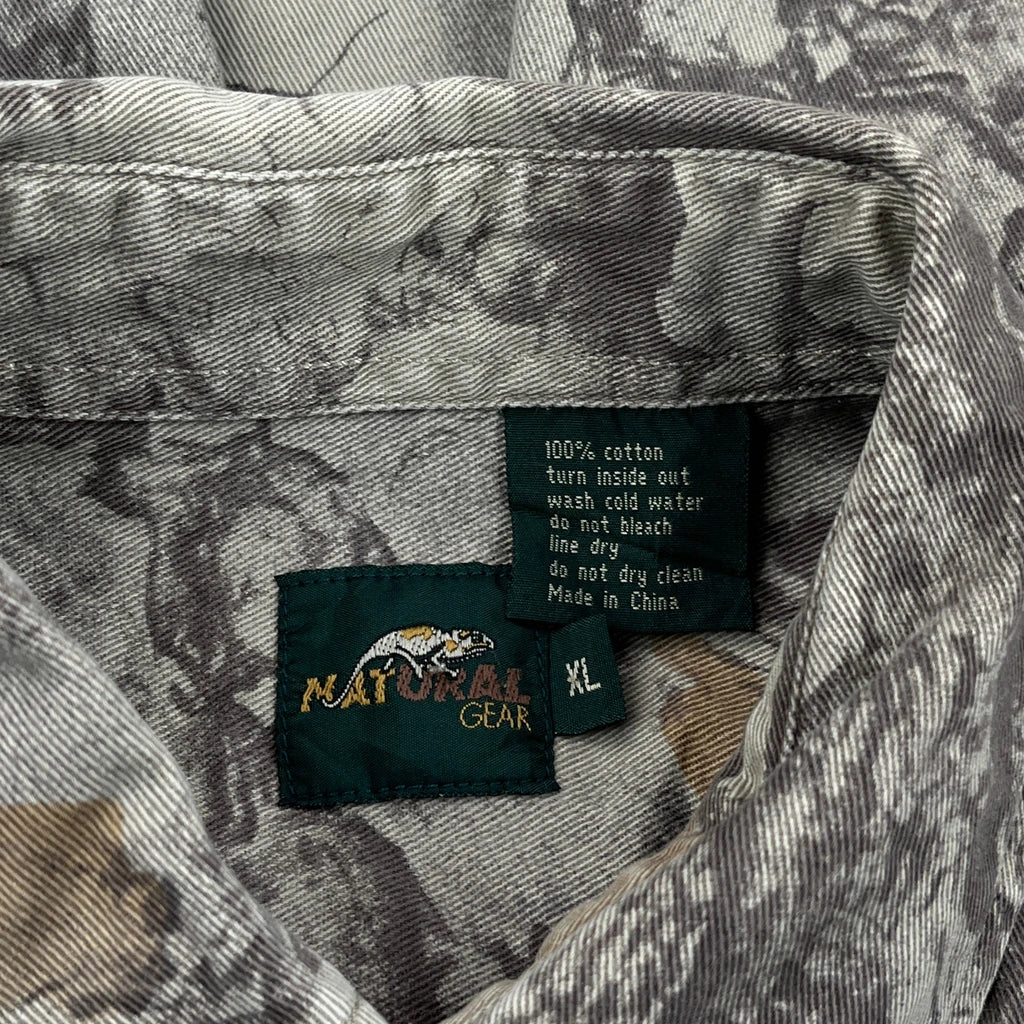 100% cotton
turn inside out
wash cold water
do not bleach
line dry
do not dry clean
Made in China
NATURAL
GEAR
XL